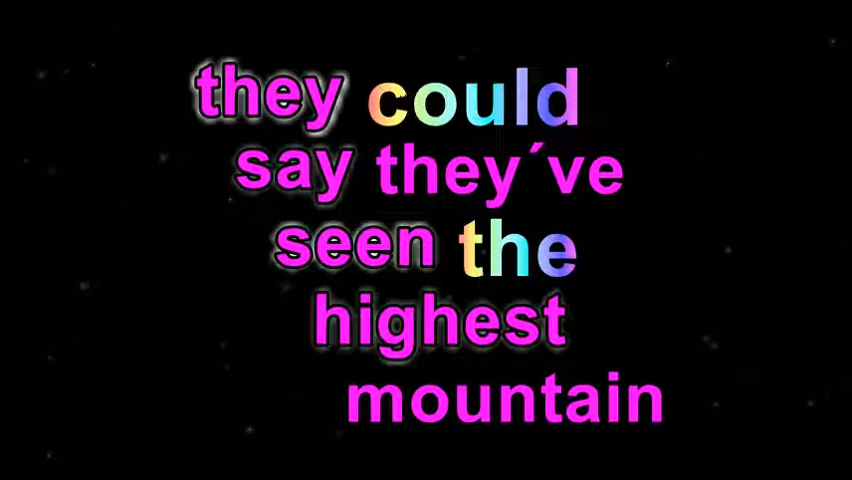 they could
say they´ve
seen the
highest
mountain